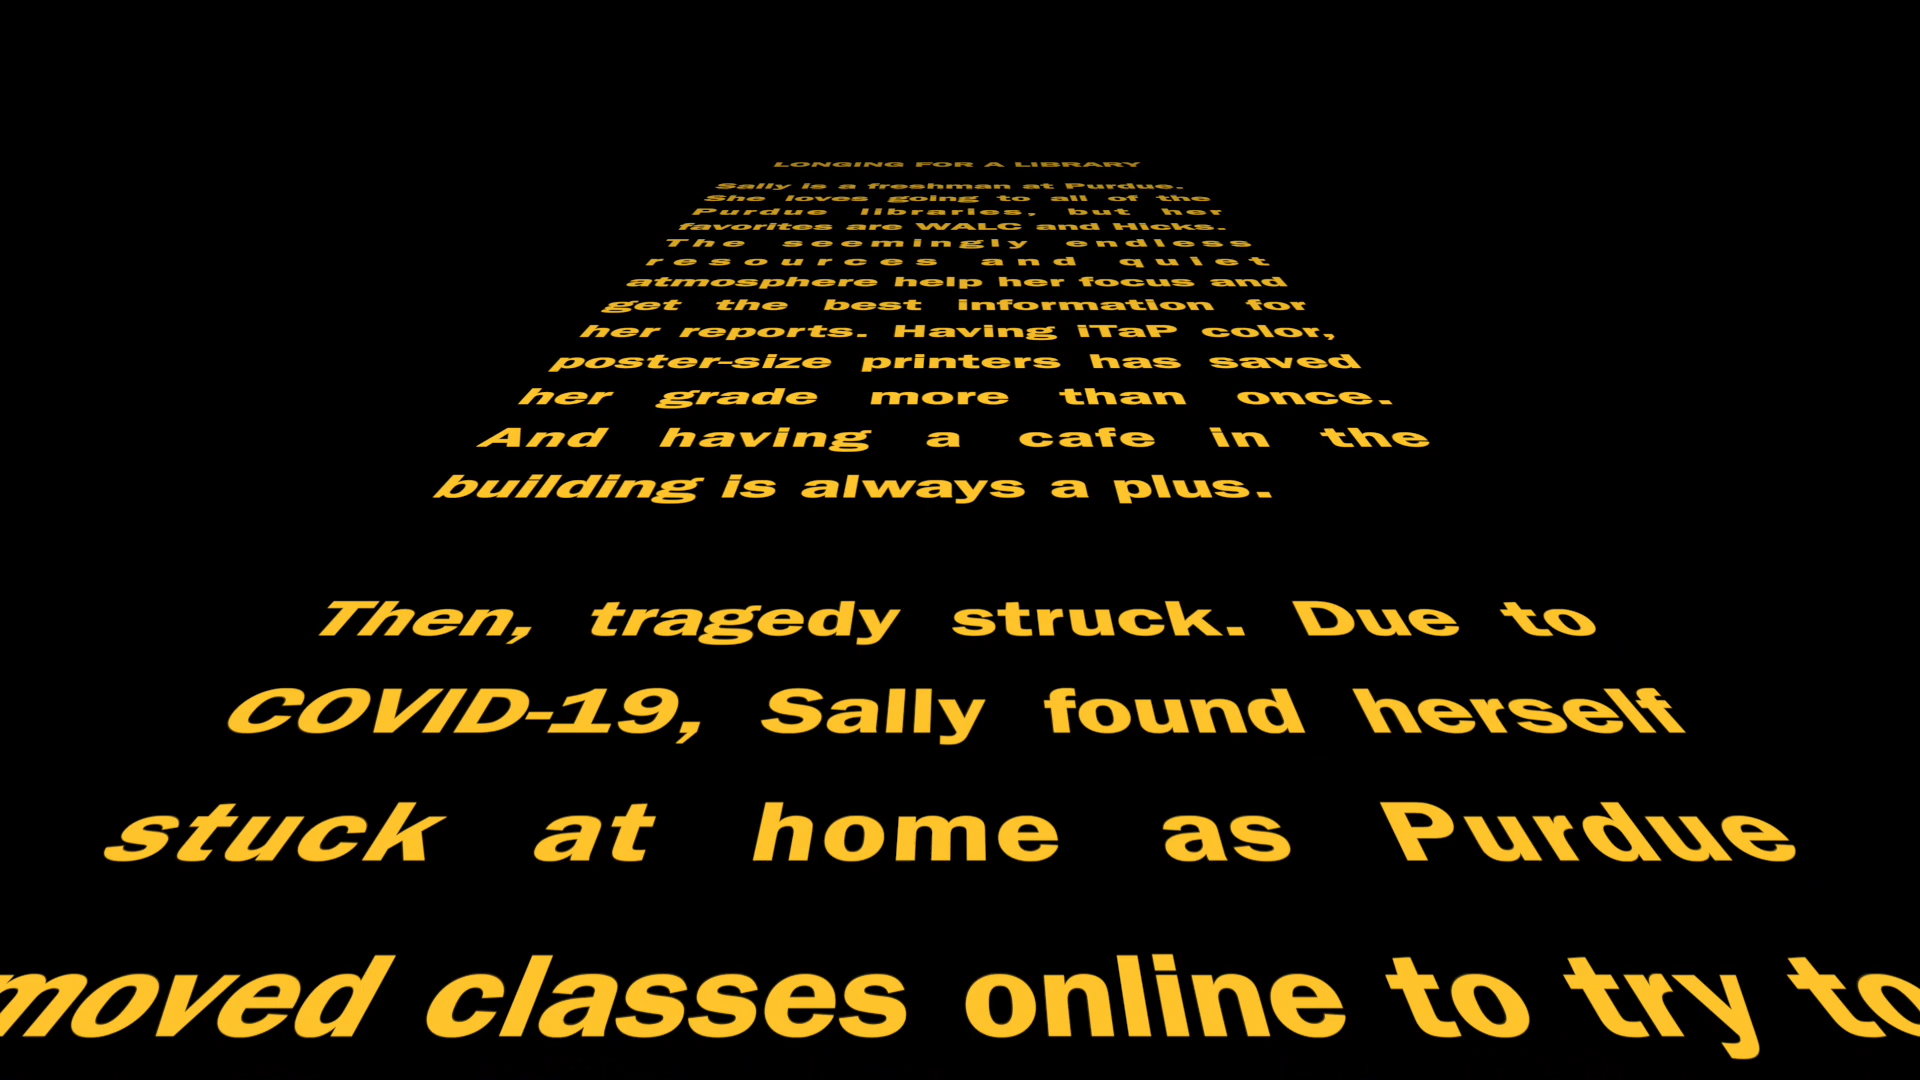 LONGING FOR A LIBRARY
Sally is a freshman at Purdue.
She loves going to all of the
Purdue libraries, but her
favorites are WALC and Hicks.
The seemingly endless
resources and quiet
atmosphere help her focus and
get the best information for
her reports. Having iTaP color,
poster-size printers has saved
her grade more than once.
And having a cafe in the
building is always a plus.
Then, tragedy struck. Due to
COVID-19, Sally found herself
stuck at home as Purdue
moved classes online to try to